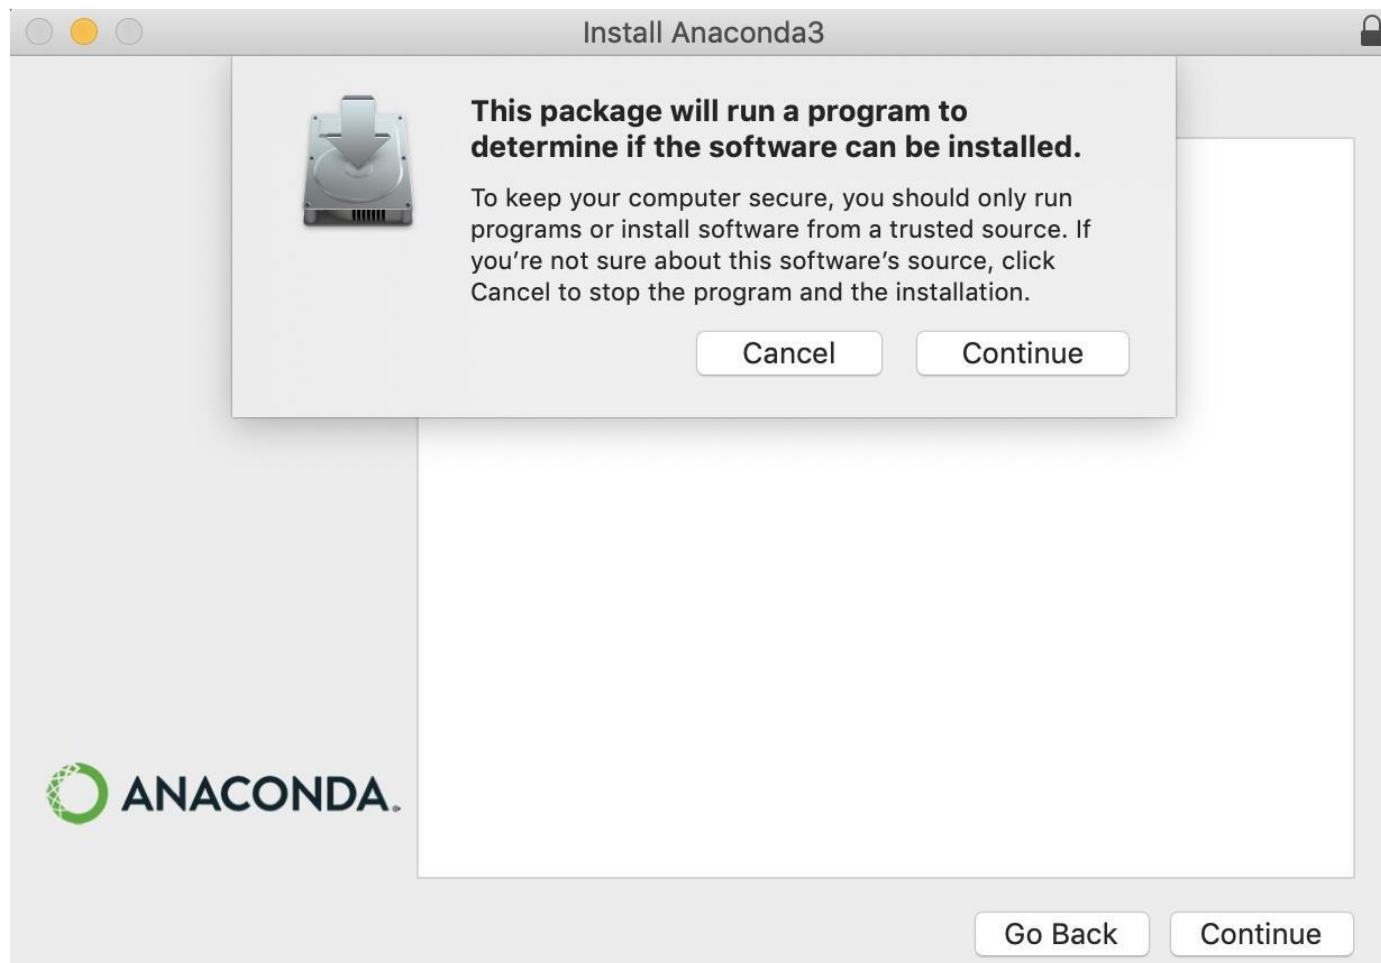 Install Anaconda3
This package will run a program to
determine if the software can be installed.
To keep your computer secure, you should only run
programs or install software from a trusted source. If
you’re not sure about this software’s source, click
Cancel to stop the program and the installation.
Cancel
Continue
ANACONDA.
Go Back
Continue